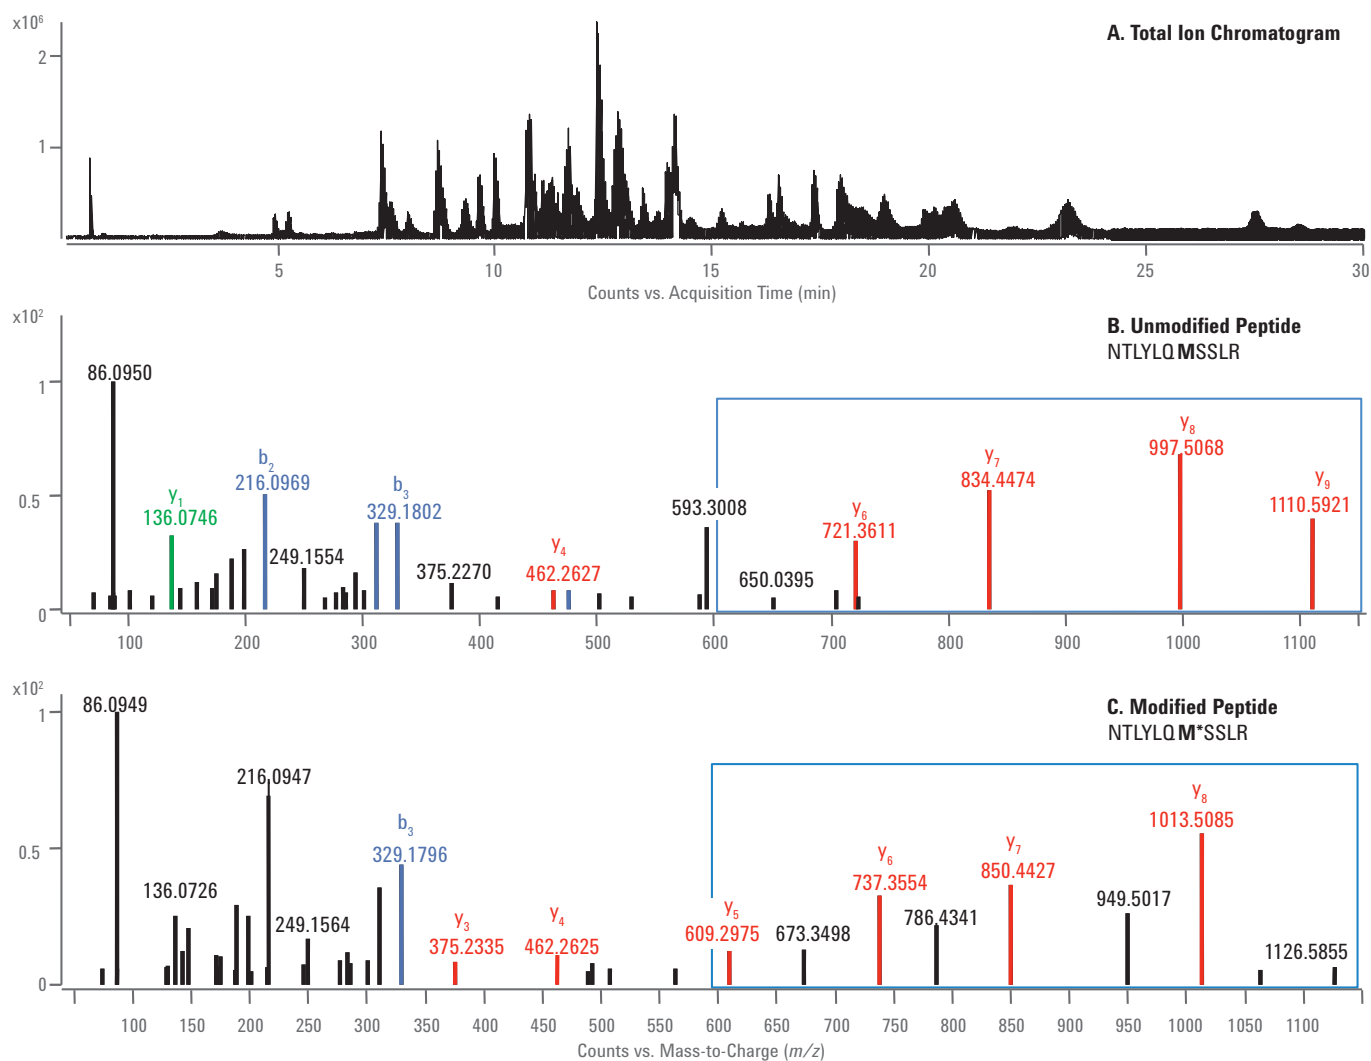 x10⁶
A. Total Ion Chromatogram
2
1
5 10 15 20 25 30
Counts vs. Acquisition Time (min)
x10²
B. Unmodified Peptide
NTLYLQMSSLR
86.0950
1
y₈
997.5068
b₂
216.0969
y₇
834.4474
y₉
1110.5921
y₁
136.0746
b₃
329.1802
0.5
593.3008
y₆
721.3611
249.1554
y₄
462.2627
375.2270
650.0395
0
100 200 300 400 500 600 700 800 900 1000 1100
x10²
86.0949
C. Modified Peptide
NTLYLQM*SSLR
1
216.0947
y₈
1013.5085
b₃
329.1796
0.5
y₆
737.3554
y₇
850.4427
136.0726
249.1564
y₃
375.2335
y₄
462.2625
y₅
609.2975
673.3498
786.4341
949.5017
1126.5855
0
100 150 200 250 300 350 400 450 500 550 600 650 700 750 800 850 900 950 1000 1050 1100
Counts vs. Mass-to-Charge (m/z)